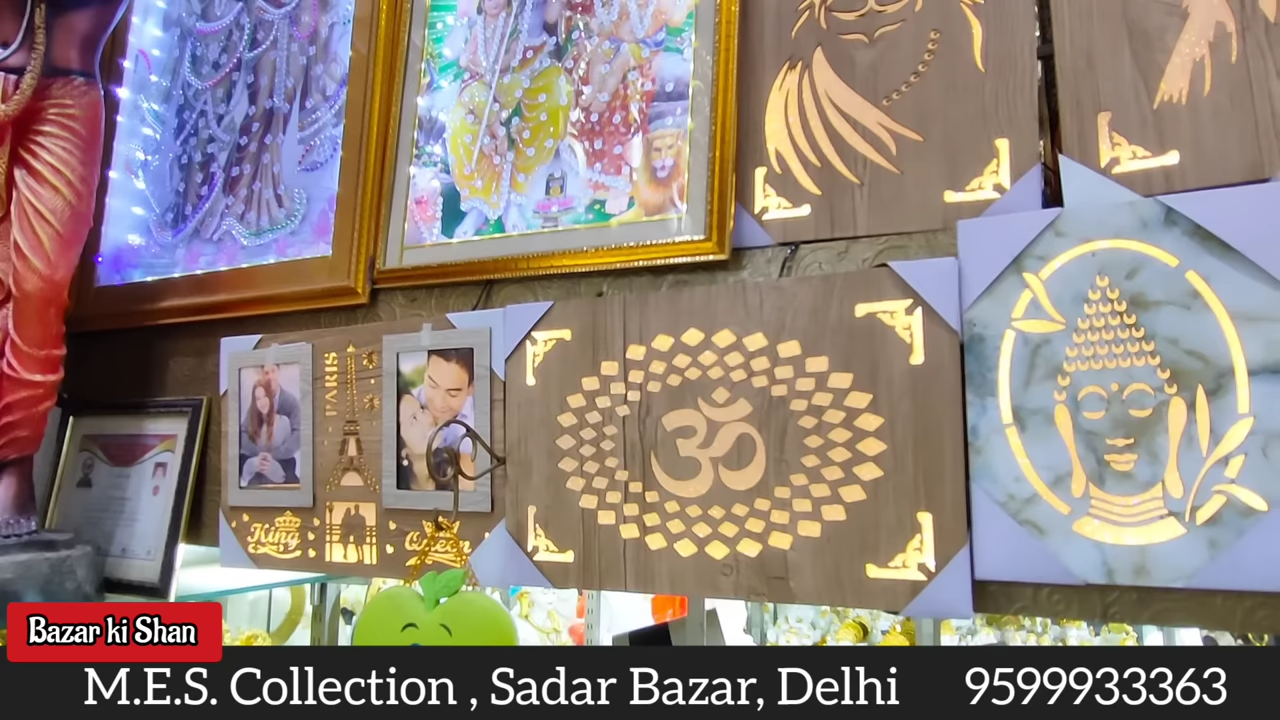 PARIS
King
Queen
ॐ
Bazar ki Shan
M.E.S. Collection , Sadar Bazar, Delhi 9599933363